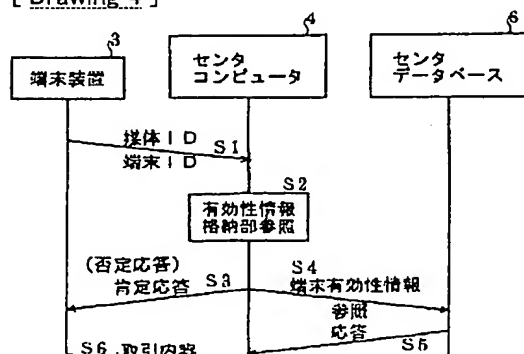 [ Drawing 4 ]
3
4
6
端末装置
センタ
コンピュータ
センタ
データベース
媒体ID
S1
端末ID
S2
有効性情報
格納部参照
(否定応答)
肯定応答
S3
S4
端末有効性情報
参照
応答
S5
S6
取引内容